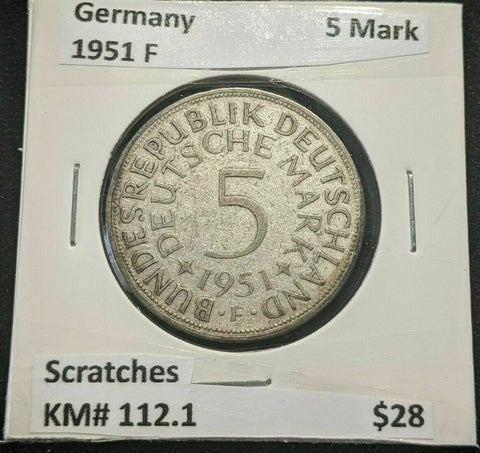 Germany 5 Mark
1951 F
BUNDESREPUBLIK DEUTSCHLAND
DEUTSCHE MARK
5
1951
F
Scratches
KM# 112.1 $28